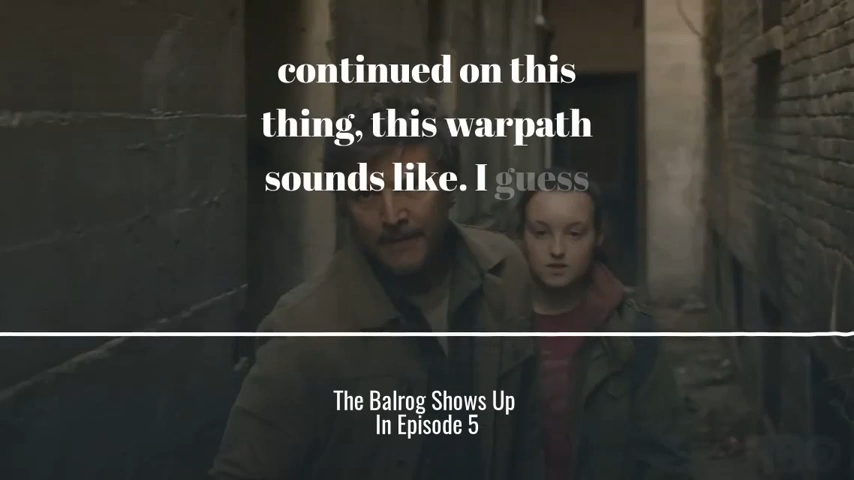 continued on this
thing, this warpath
sounds like. I guess
The Balrog Shows Up
In Episode 5